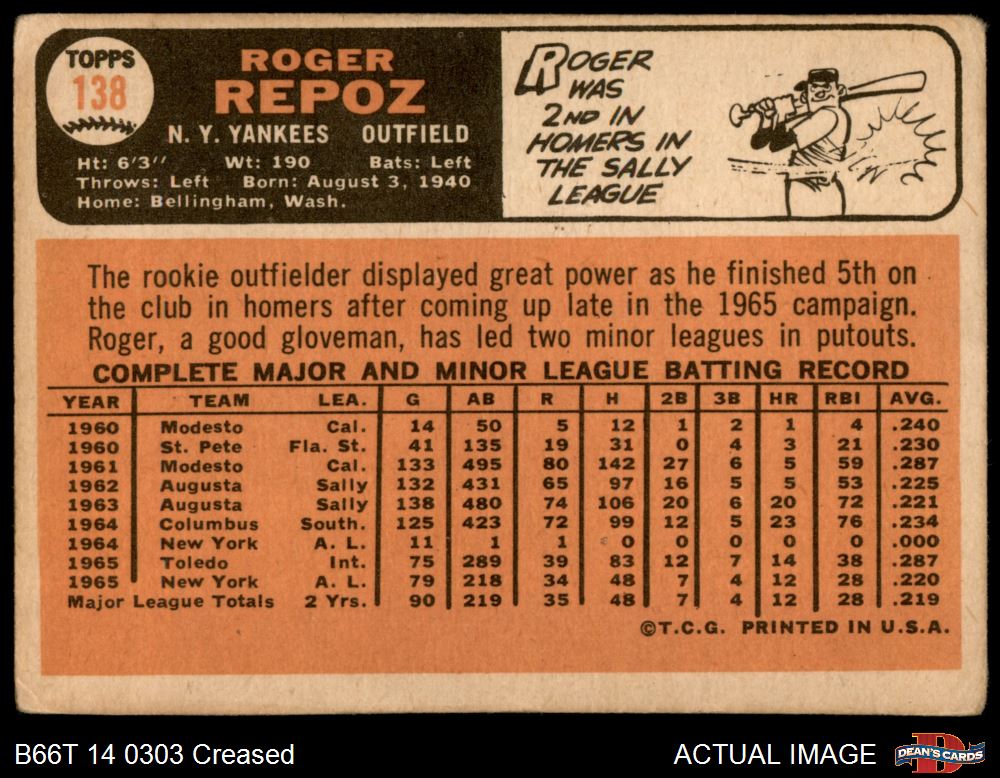 TOPPS
138
ROGER
REPOZ
N. Y. YANKEES OUTFIELD
Ht: 6'3'' Wt: 190 Bats: Left
Throws: Left Born: August 3, 1940
Home: Bellingham, Wash.
ROGER
WAS
2ND IN
HOMERS IN
THE SALLY
LEAGUE
The rookie outfielder displayed great power as he finished 5th on
the club in homers after coming up late in the 1965 campaign.
Roger, a good gloveman, has led two minor leagues in putouts.
COMPLETE MAJOR AND MINOR LEAGUE BATTING RECORD
YEAR TEAM LEA. G AB R H 2B 3B HR RBI AVG.
1960 Modesto Cal. 14 50 5 12 1 2 1 4 .240
1960 St. Pete Fla. St. 41 135 19 31 0 4 3 21 .230
1961 Modesto Cal. 133 495 80 142 27 6 5 59 .287
1962 Augusta Sally 132 431 65 97 16 5 5 53 .225
1963 Augusta Sally 138 480 74 106 20 6 20 72 .221
1964 Columbus South. 125 423 72 99 12 5 23 76 .234
1964 New York A. L. 11 1 1 0 0 0 0 0 .000
1965 Toledo Int. 75 289 39 83 12 7 14 38 .287
1965 New York A. L. 79 218 34 48 7 4 12 28 .220
Major League Totals 2 Yrs. 90 219 35 48 7 4 12 28 .219
©T.C.G. PRINTED IN U.S.A.
B66T 14 0303 Creased
ACTUAL IMAGE
DEAN'S CARDS